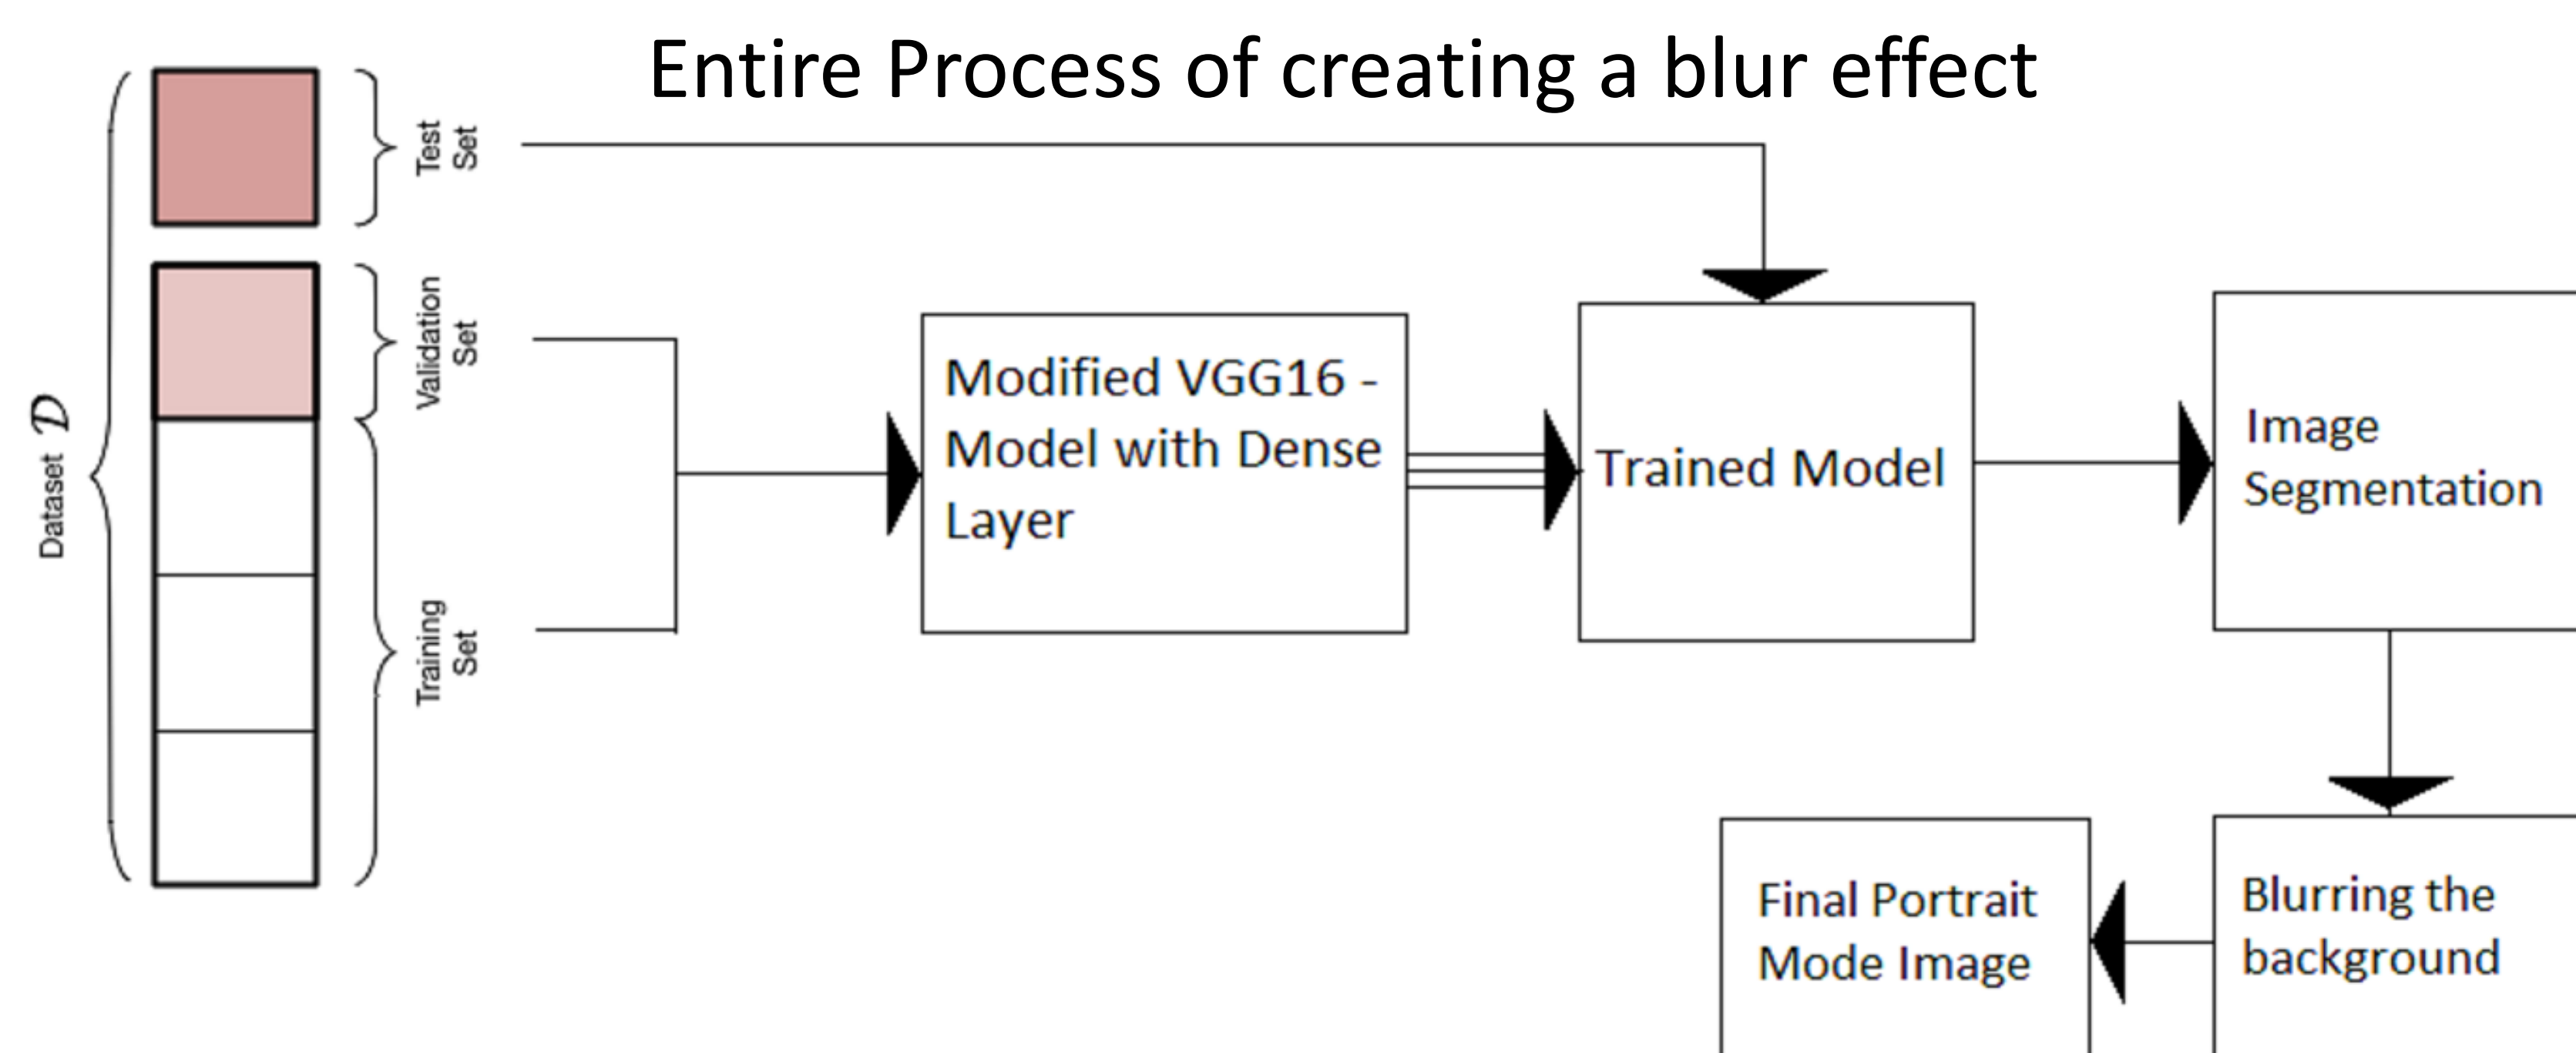 Entire Process of creating a blur effect
Dataset D
Test
Set
Validation
Set
Training
Set
Modified VGG16 -
Model with Dense
Layer
Trained Model
Image
Segmentation
Blurring the
background
Final Portrait
Mode Image